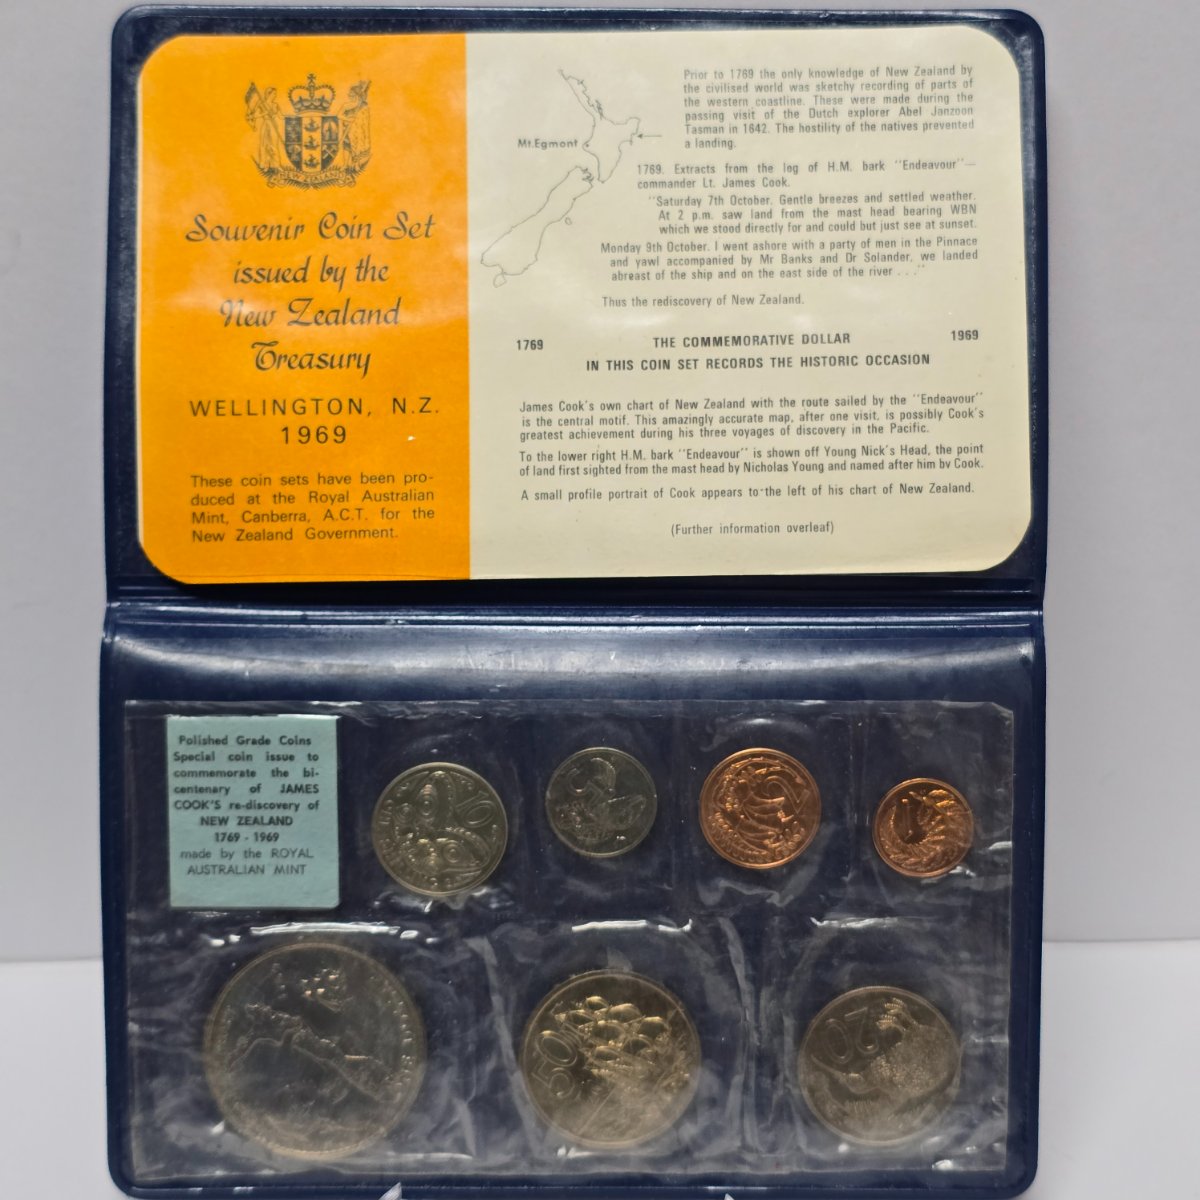 NEW ZEALAND
Souvenir Coin Set
issued by the
New Zealand
Treasury
WELLINGTON, N.Z.
1969
These coin sets have been pro-
duced at the Royal Australian
Mint, Canberra, A.C.T. for the
New Zealand Government.
Mt.Egmont
Prior to 1769 the only knowledge of New Zealand by
the civilised world was sketchy recording of parts of
the western coastline. These were made during the
passing visit of the Dutch explorer Abel Janzoon
Tasman in 1642. The hostility of the natives prevented
a landing.
1769. Extracts from the log of H.M. bark "Endeavour"—
commander Lt. James Cook.
"Saturday 7th October. Gentle breezes and settled weather.
At 2 p.m. saw land from the mast head bearing WBN
which we stood directly for and could but just see at sunset.
Monday 9th October. I went ashore with a party of men in the Pinnace
and yawl accompanied by Mr Banks and Dr Solander, we landed
abreast of the ship and on the east side of the river . . ."
Thus the rediscovery of New Zealand.
1769 THE COMMEMORATIVE DOLLAR 1969
IN THIS COIN SET RECORDS THE HISTORIC OCCASION
James Cook's own chart of New Zealand with the route sailed by the "Endeavour"
is the central motif. This amazingly accurate map, after one visit, is possibly Cook's
greatest achievement during his three voyages of discovery in the Pacific.
To the lower right H.M. bark "Endeavour" is shown off Young Nick's Head, the point
of land first sighted from the mast head by Nicholas Young and named after him by Cook.
A small profile portrait of Cook appears to the left of his chart of New Zealand.
(Further information overleaf)
Polished Grade Coins
Special coin issue to
commemorate the bi-
centenary of JAMES
COOK'S re-discovery of
NEW ZEALAND
1769 - 1969
made by the ROYAL
AUSTRALIAN MINT
5
2
1
50
20